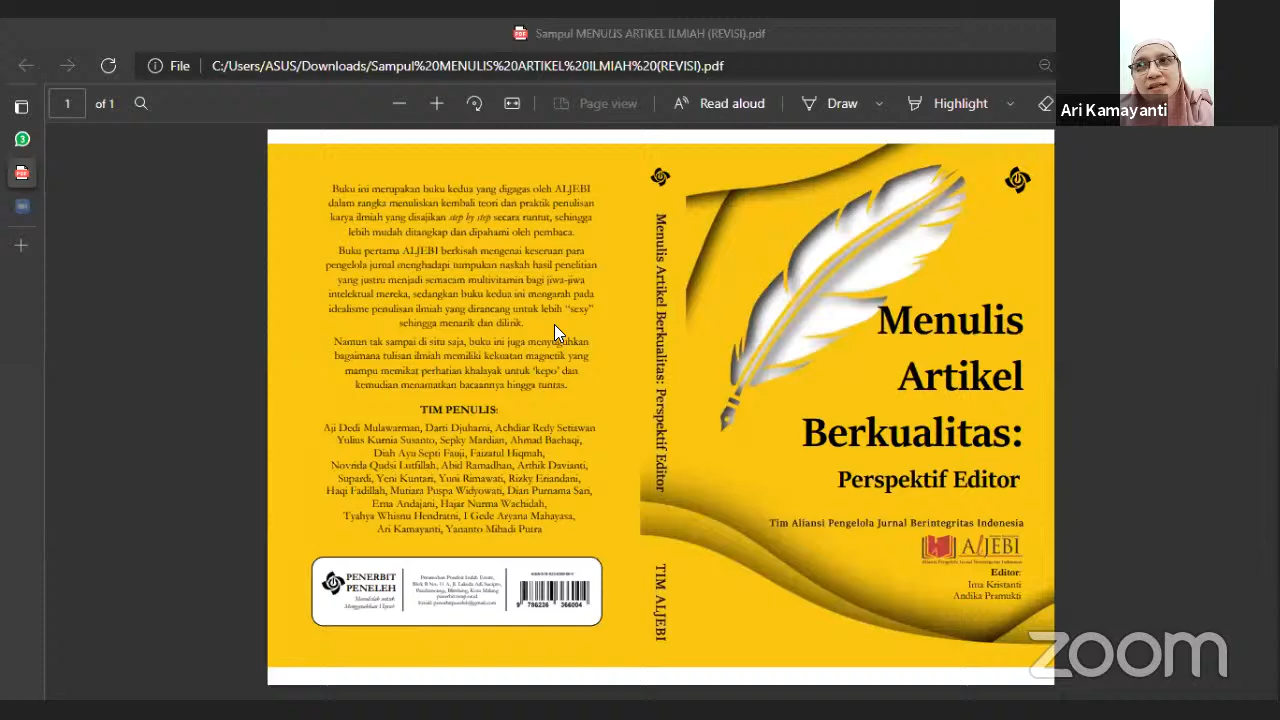 Sampul MENULIS ARTIKEL ILMIAH (REVISI).pdf
File
C:/Users/ASUS/Downloads/Sampul%20MENULIS%20ARTIKEL%20ILMIAH%20(REVISI).pdf
1 of 1
Page view
Read aloud
Draw
Highlight
3
Ari Kamayanti
Buku ini merupakan buku kedua yang digagas oleh ALJEBI
dalam rangka menuliskan kembali teori dan praktik penulisan
karya ilmiah yang disajikan step by step secara runtut, sehingga
lebih mudah ditangkap dan dipahami oleh pembaca.
Buku pertama ALJEBI berkisah mengenai keseruan para
pengelola jurnal menghadapi tumpukan naskah hasil penelitian
yang justru menjadi semacam multivitamin bagi jiwa-jiwa
intelektual mereka, sedangkan buku kedua ini mengarah pada
idealisme penulisan ilmiah yang dirancang untuk lebih "sexy"
sehingga menarik dan dilirik.
Namun tak sampai di situ saja, buku ini juga menyuguhkan
bagaimana tulisan ilmiah memiliki kekuatan magnetik yang
mampu memikat perhatian khalayak untuk 'kepo' dan
kemudian menamatkan bacaannya hingga tuntas.
TIM PENULIS:
Aji Dedi Mulawarman, Darti Djuharni, Achdiar Redy Setiawan
Yulius Kurnia Susanto, Sepky Mardian, Ahmad Baehaqi,
Diah Ayu Septi Fauji, Faizatul Hiqmah,
Novrida Qudsi Lutfillah, Abid Ramadhan, Arthik Davianti,
Supardi, Yeni Kuntari, Yuni Rimawati, Rizky Eriandani,
Haqi Fadillah, Mutiara Puspa Widyowati, Dian Purnama Sari,
Erna Andajani, Hajar Nurma Wachidah,
Tyahya Whisnu Hendratni, I Gede Aryana Mahayasa,
Ari Kamayanti, Yananto Mihadi Putra
PENERBIT
PENELEH
Menulislah untuk
9 786236 366004
Menulis Artikel Berkualitas: Perspektif Editor
TIM ALJEBI
Menulis
Artikel
Berkualitas:
Perspektif Editor
Tim Aliansi Pengelola Jurnal Berintegritas Indonesia
ALJEBI
Editor:
Ima Kristanti
Andika Pramukti
zoom